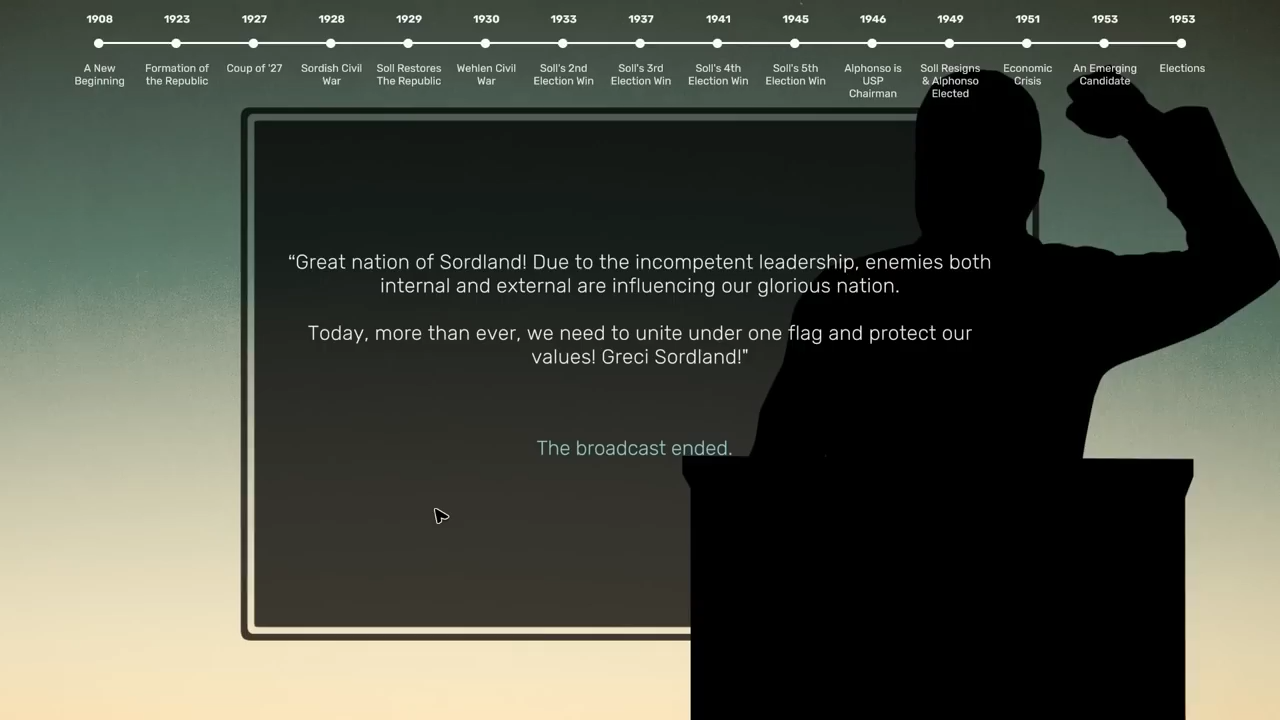 1908 1923 1927 1928 1929 1930 1933 1937 1941 1945 1946 1949 1951 1953 1953
A New Beginning
Formation of the Republic
Coup of '27
Sordish Civil War
Soll Restores The Republic
Wehlen Civil War
Soll's 2nd Election Win
Soll's 3rd Election Win
Soll's 4th Election Win
Soll's 5th Election Win
Alphonso is USP Chairman
Soll Resigns & Alphonso Elected
Economic Crisis
An Emerging Candidate
Elections
“Great nation of Sordland! Due to the incompetent leadership, enemies both
internal and external are influencing our glorious nation.
Today, more than ever, we need to unite under one flag and protect our
values! Greci Sordland!"
The broadcast ended.